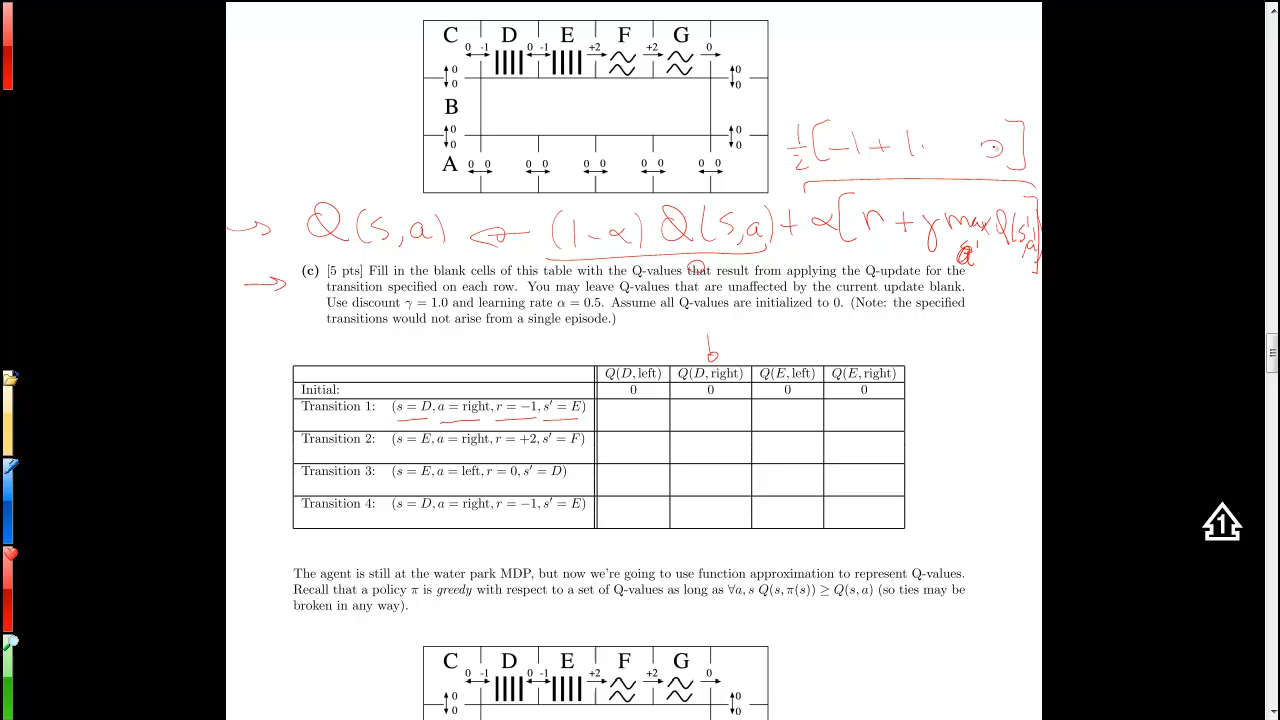 C D E F G
0 -1 0 -1 +2 +2 0
0 0
0 0
B
0 0
0 0
A 0 0 0 0 0 0 0 0 0 0
1/2 [ -1 + 1 . 0 ]
→ Q(s,a) ← (1-α) Q(s,a) + α[ r + γ max Q(s',a') ]
a'
0
→ (c) [5 pts] Fill in the blank cells of this table with the Q-values that result from applying the Q-update for the
transition specified on each row. You may leave Q-values that are unaffected by the current update blank.
Use discount γ = 1.0 and learning rate α = 0.5. Assume all Q-values are initialized to 0. (Note: the specified
transitions would not arise from a single episode.)
Q(D, left) Q(D, right) Q(E, left) Q(E, right)
Initial: 0 0 0 0
Transition 1: (s = D, a = right, r = −1, s′ = E)
Transition 2: (s = E, a = right, r = +2, s′ = F)
Transition 3: (s = E, a = left, r = 0, s′ = D)
Transition 4: (s = D, a = right, r = −1, s′ = E)
The agent is still at the water park MDP, but now we're going to use function approximation to represent Q-values.
Recall that a policy π is greedy with respect to a set of Q-values as long as ∀a, s Q(s, π(s)) ≥ Q(s, a) (so ties may be
broken in any way).
C D E F G
0 -1 0 -1 +2 +2 0
0 0
0 0
1